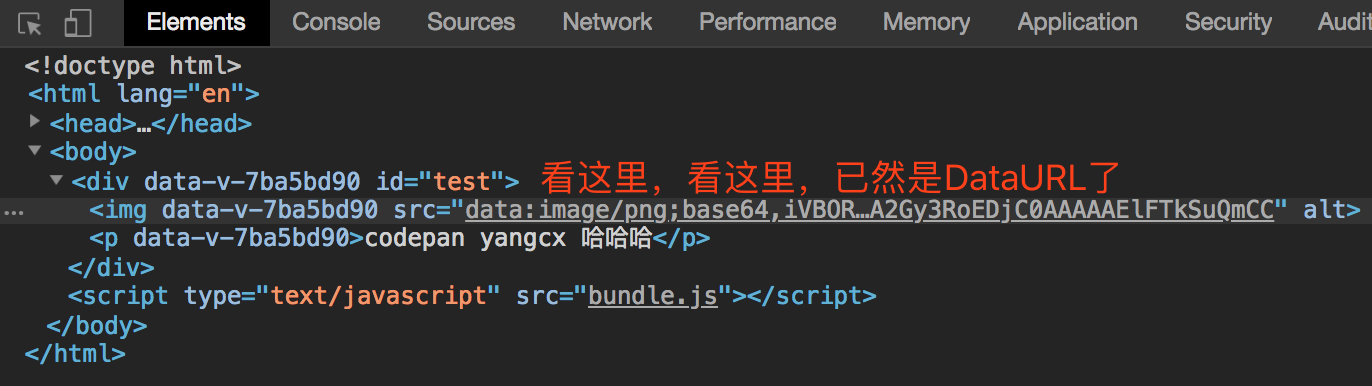 Elements Console Sources Network Performance Memory Application Security Audit
<!doctype html>
<html lang="en">
<head>…</head>
<body>
<div data-v-7ba5bd90 id="test"> 看这里，看这里，已然是DataURL了
… <img data-v-7ba5bd90 src="data:image/png;base64,iVBOR…A2Gy3RoEDjC0AAAAAElFTkSuQmCC" alt>
<p data-v-7ba5bd90>codepan yangcx 哈哈哈</p>
</div>
<script type="text/javascript" src="bundle.js"></script>
</body>
</html>